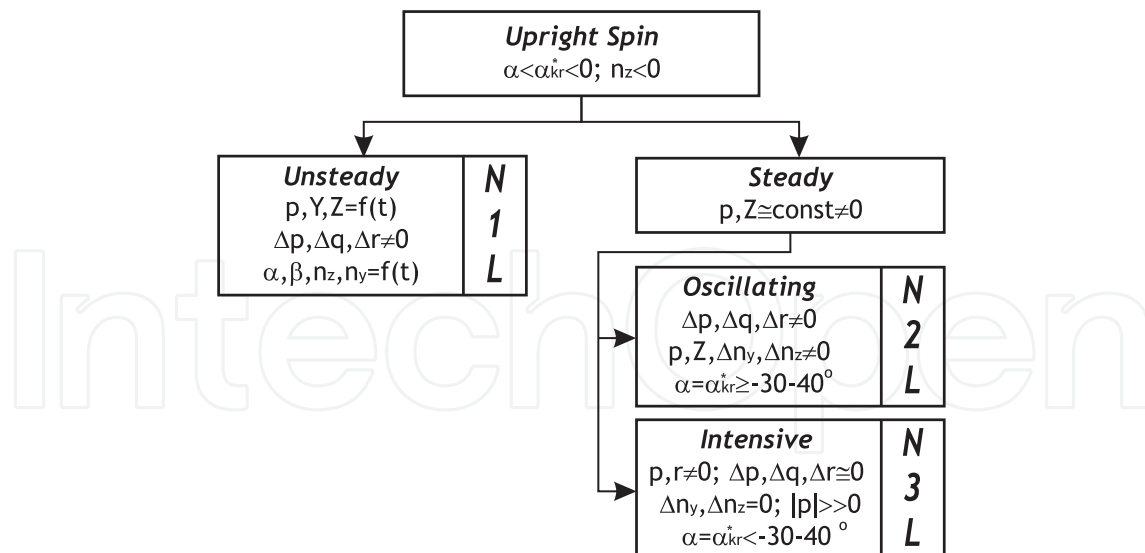 Upright Spin
α<α*kr<0; nz<0
Unsteady
p,Y,Z=f(t)
Δp,Δq,Δr≠0
α,β,nz,ny=f(t)
N
1
L
Steady
p,Z≅const≠0
Oscillating
Δp,Δq,Δr≠0
p,Z,Δny,Δnz≠0
α=α*kr≥-30-40°
N
2
L
Intensive
p,r≠0; Δp,Δq,Δr≅0
Δny,Δnz=0; |p|>>0
α=α*kr<-30-40 °
N
3
L
IntechOpen